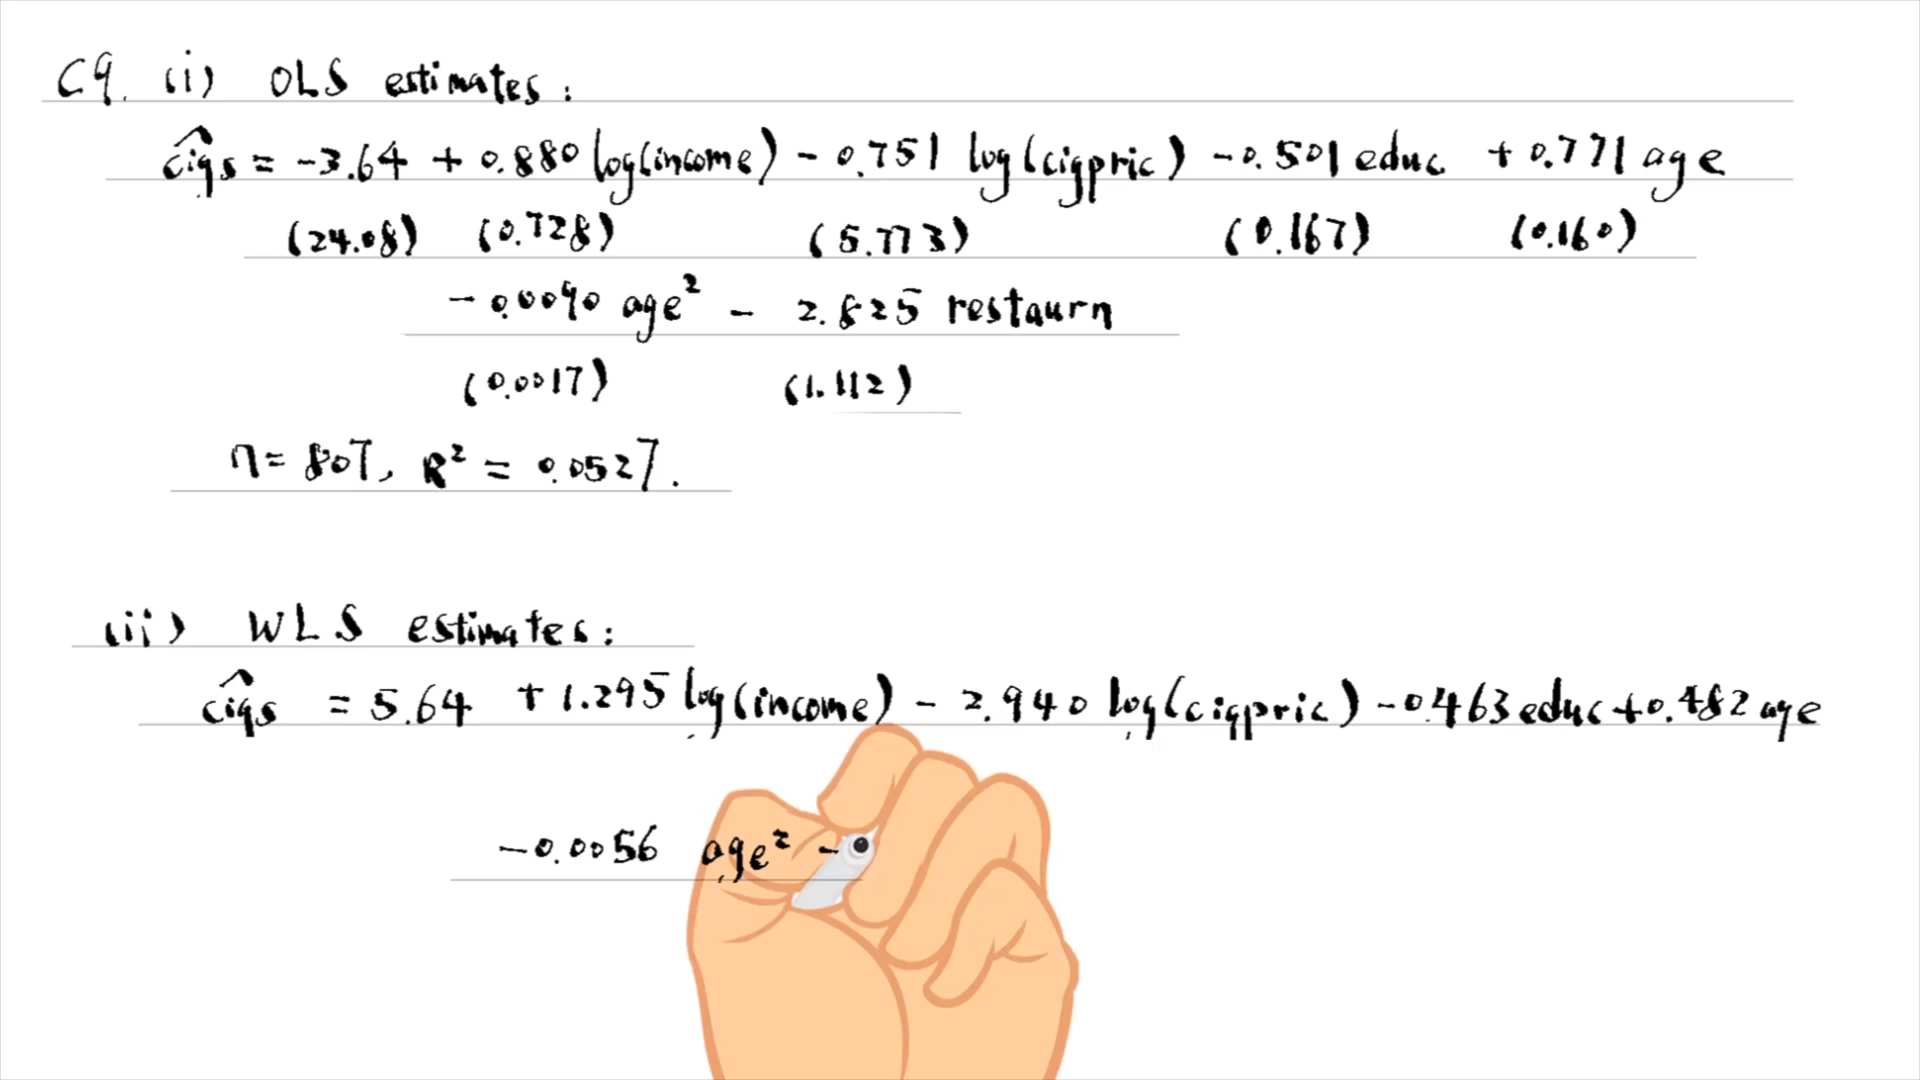 C9. (i) OLS estimates:
ciqs^ = -3.64 + 0.880 log(income) - 0.751 log(cigpric) - 0.501 educ + 0.771 age
(24.08) (0.728) (5.773) (0.167) (0.160)
- 0.0090 age² - 2.825 restaurn
(0.0017) (1.112)
n = 807, R² = 0.0527.
(ii) WLS estimates:
ciqs^ = 5.64 + 1.295 log(income) - 2.940 log(cigpric) - 0.463 educ + 0.482 age
- 0.0056 age² -